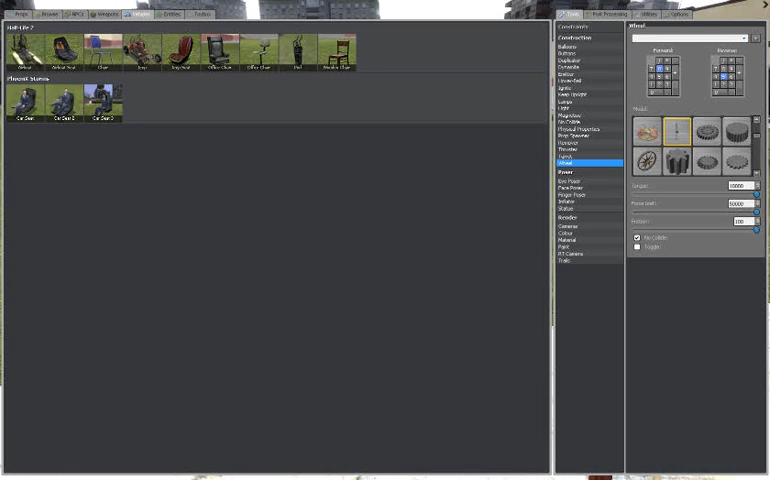 Props Browse NPCs Weapons Vehicles Entities
Tools Post Processing Utilities Options
Half-Life 2
Airboat Airboat Seat Chair Jeep Jeep Seat Office Chair Office Chair Pod Wooden Chair
Phoenix Storms
Car Seat Car Seat 2 Car Seat 3
Constraints
Construction
Balloons
Buttons
Duplicator
Dynamite
Emitter
Hoverball
Ignite
Keep Upright
Lamps
Light
Magnetise
No Collide
Physical Properties
Prop Spawner
Remover
Thruster
Turret
Wheel
Poser
Eye Poser
Face Poser
Finger Poser
Inflator
Statue
Render
Cameras
Colour
Material
Paint
RT Camera
Trails
Wheel
Forward: Reverse:
Model:
Torque: 10000
Force limit: 50000
Friction: 100
No Collide
Toggle